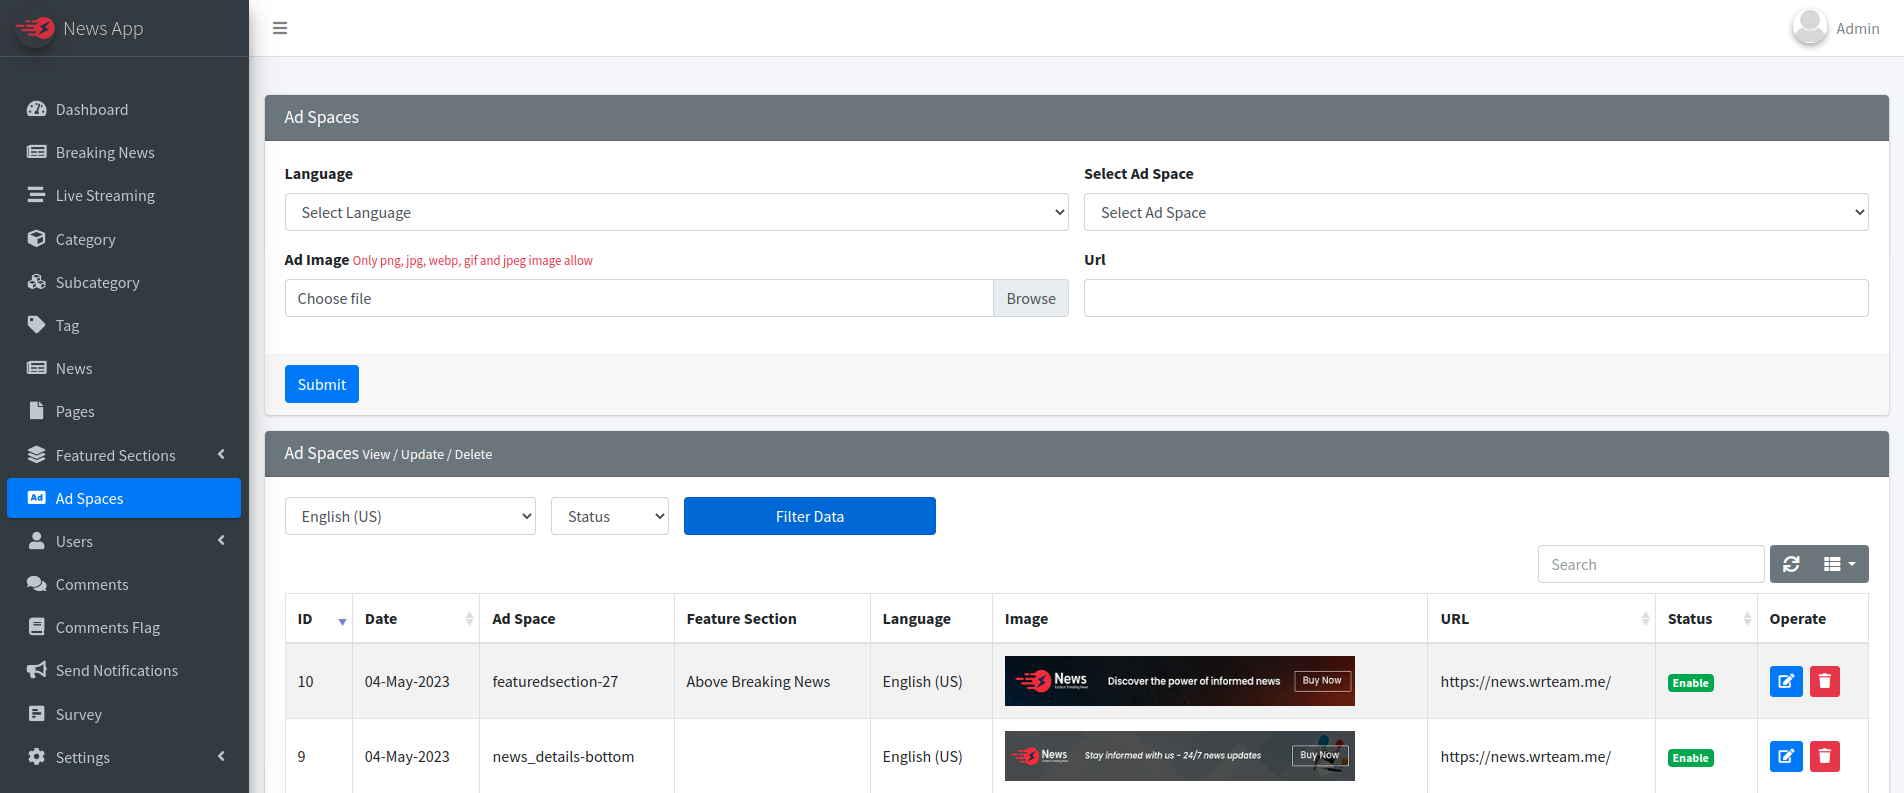 News App
Admin
Dashboard
Breaking News
Live Streaming
Category
Subcategory
Tag
News
Pages
Featured Sections
Ad
Ad Spaces
Users
Comments
Comments Flag
Send Notifications
Survey
Settings
Ad Spaces
Language
Select Ad Space
Select Language
Select Ad Space
Ad Image Only png, jpg, webp, gif and jpeg image allow
Url
Choose file
Browse
Submit
Ad Spaces View / Update / Delete
English (US)
Status
Filter Data
Search
ID
Date
Ad Space
Feature Section
Language
Image
URL
Status
Operate
10
04-May-2023
featuredsection-27
Above Breaking News
English (US)
News
Discover the power of informed news
Buy Now
https://news.wrteam.me/
Enable
9
04-May-2023
news_details-bottom
English (US)
News
Stay informed with us - 24/7 news updates
Buy Now
https://news.wrteam.me/
Enable